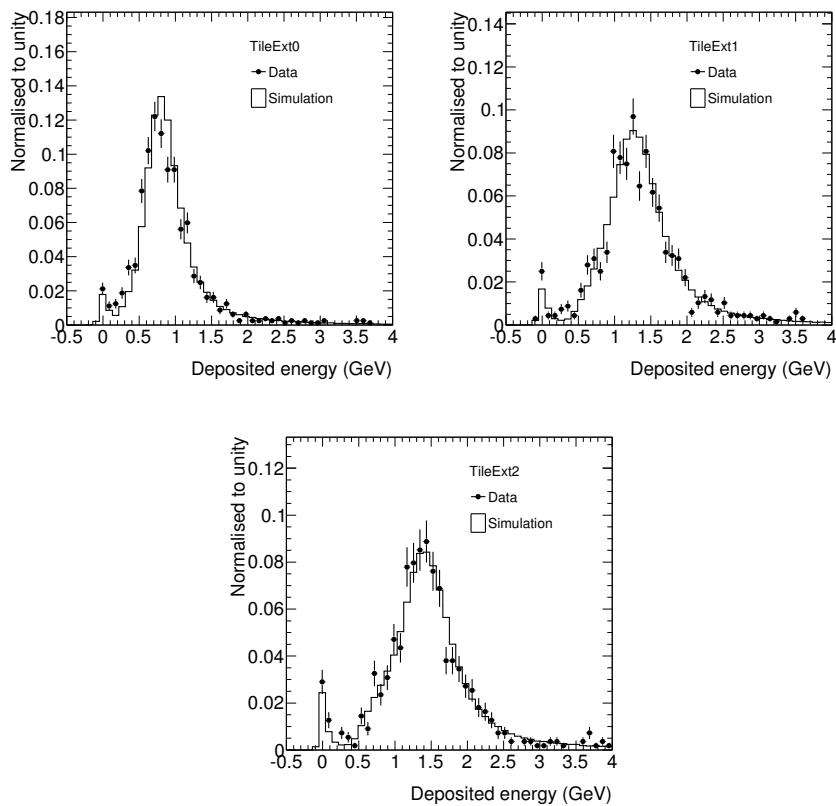 Normalised to unity
0.18
0.16
0.14
0.12
0.1
0.08
0.06
0.04
0.02
0
TileExt0
Data
Simulation
-0.5 0 0.5 1 1.5 2 2.5 3 3.5 4
Deposited energy (GeV)
Normalised to unity
0.14
0.12
0.1
0.08
0.06
0.04
0.02
0
TileExt1
Data
Simulation
-0.5 0 0.5 1 1.5 2 2.5 3 3.5 4
Deposited energy (GeV)
Normalised to unity
0.12
0.1
0.08
0.06
0.04
0.02
0
TileExt2
Data
Simulation
-0.5 0 0.5 1 1.5 2 2.5 3 3.5 4
Deposited energy (GeV)